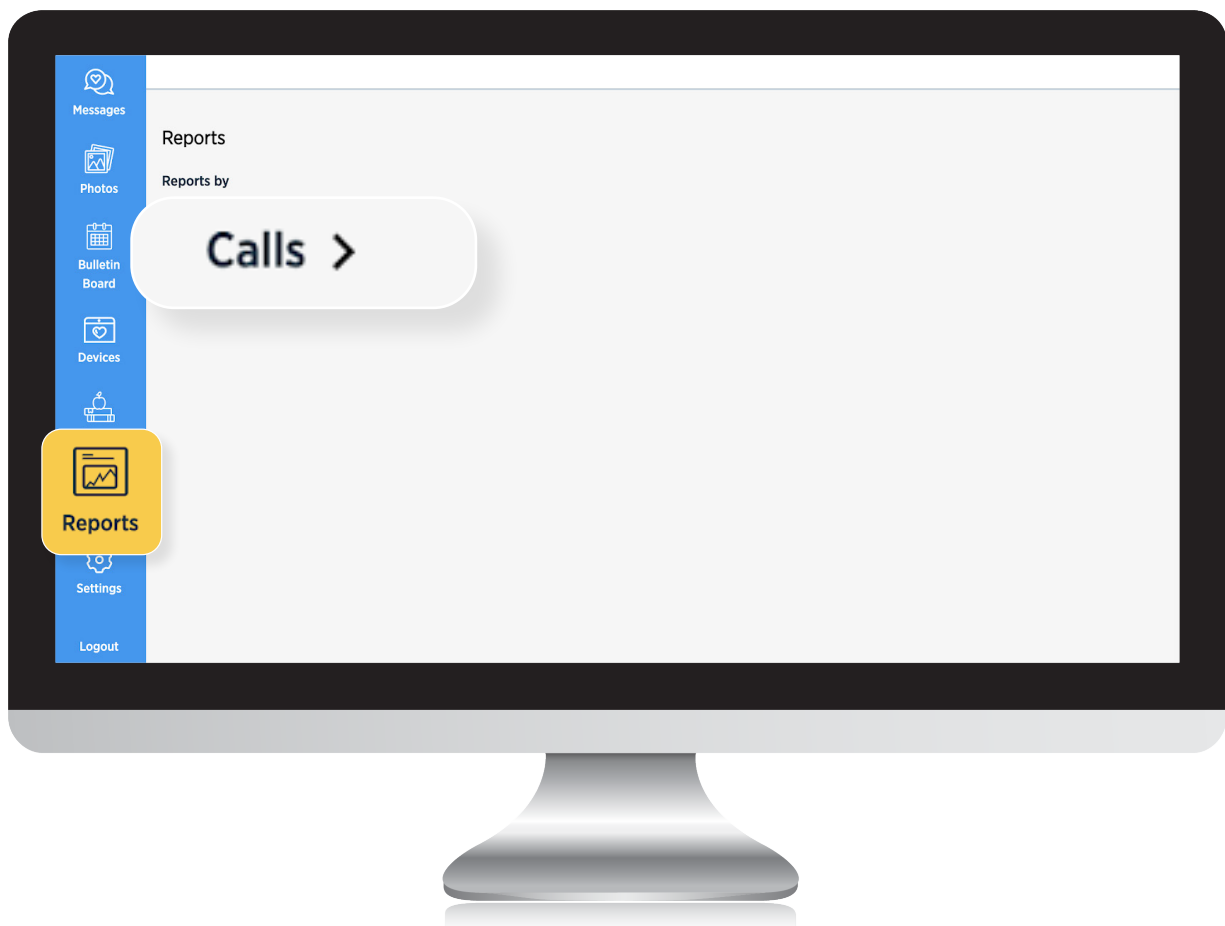 Messages
Photos
Bulletin
Board
Devices
Reports
Settings
Logout
Reports
Reports by
Calls >